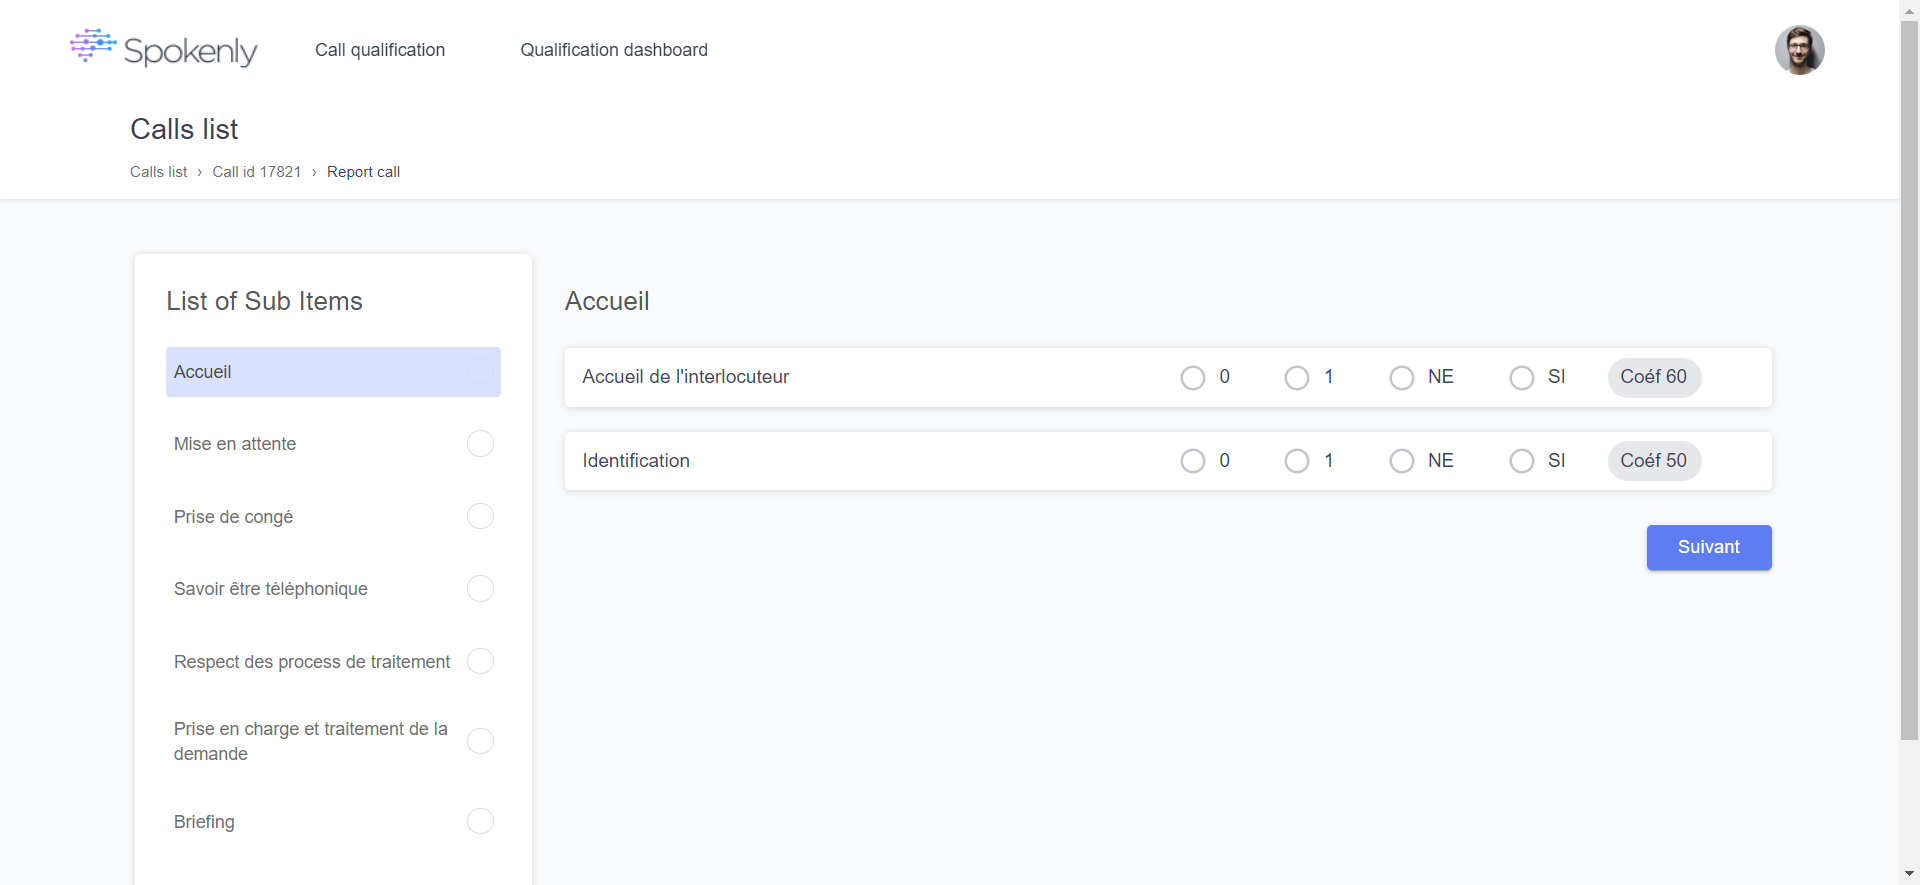 Spokenly
Call qualification
Qualification dashboard
Calls list
Calls list › Call id 17821 › Report call
List of Sub Items
Accueil
Mise en attente
Prise de congé
Savoir être téléphonique
Respect des process de traitement
Prise en charge et traitement de la
demande
Briefing
Accueil
Accueil de l'interlocuteur 0 1 NE SI Coéf 60
Identification 0 1 NE SI Coéf 50
Suivant